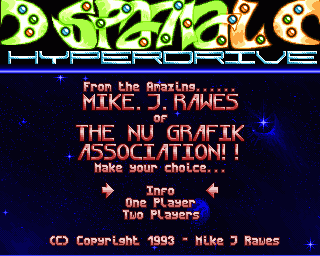 SPATIAL
HYPERDRIVE
From the Amazing......
MIKE.J.RAWES
OF
THE NU GRAFIK
ASSOCIATION!!
Make your choice...
Info
One Player
Two Players
(C) Copyright 1993 - Mike J Rawes